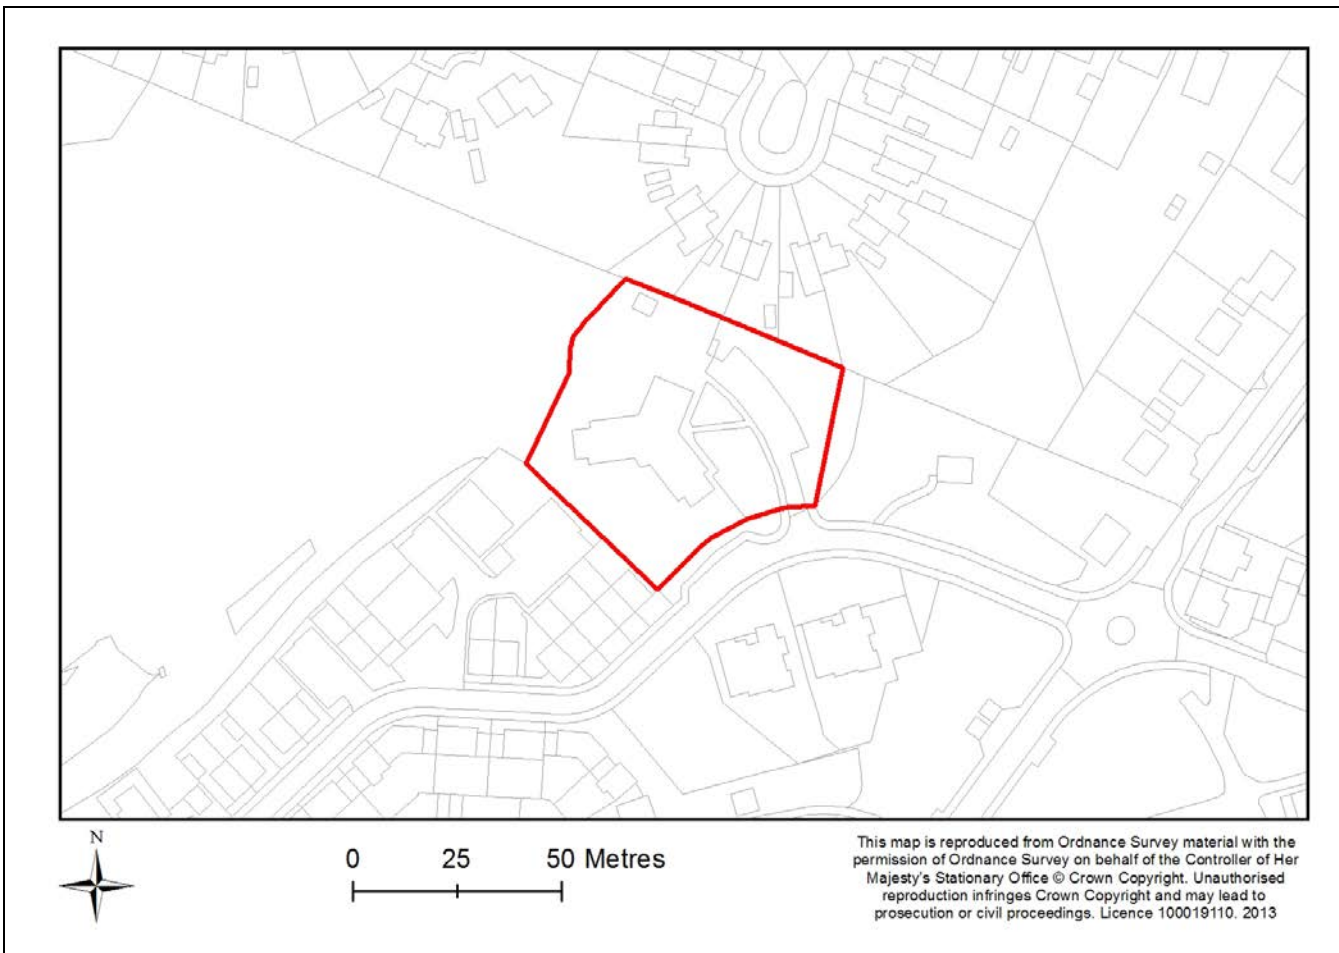 N
0 25 50 Metres
This map is reproduced from Ordnance Survey material with the
permission of Ordnance Survey on behalf of the Controller of Her
Majesty's Stationary Office © Crown Copyright. Unauthorised
reproduction infringes Crown Copyright and may lead to
prosecution or civil proceedings. Licence 100019110. 2013